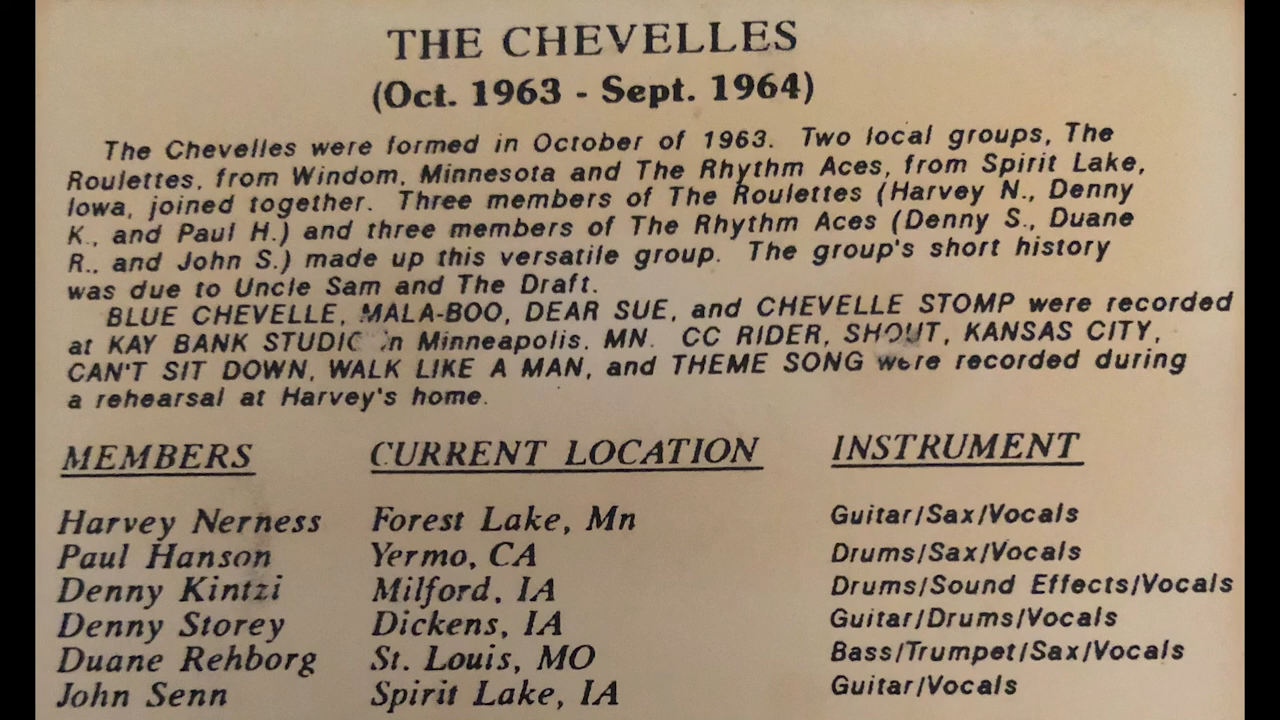 THE CHEVELLES
(Oct. 1963 - Sept. 1964)
The Chevelles were formed in October of 1963. Two local groups, The
Roulettes, from Windom, Minnesota and The Rhythm Aces, from Spirit Lake,
Iowa, joined together. Three members of The Roulettes (Harvey N., Denny
K., and Paul H.) and three members of The Rhythm Aces (Denny S., Duane
R., and John S.) made up this versatile group. The group's short history
was due to Uncle Sam and The Draft.
BLUE CHEVELLE, MALA-BOO, DEAR SUE, and CHEVELLE STOMP were recorded
at KAY BANK STUDIO in Minneapolis, MN. CC RIDER, SHOUT, KANSAS CITY,
CAN'T SIT DOWN, WALK LIKE A MAN, and THEME SONG were recorded during
a rehearsal at Harvey's home.
MEMBERS CURRENT LOCATION INSTRUMENT
Harvey Nerness Forest Lake, Mn Guitar/Sax/Vocals
Paul Hanson Yermo, CA Drums/Sax/Vocals
Denny Kintzi Milford, IA Drums/Sound Effects/Vocals
Denny Storey Dickens, IA Guitar/Drums/Vocals
Duane Rehborg St. Louis, MO Bass/Trumpet/Sax/Vocals
John Senn Spirit Lake, IA Guitar/Vocals